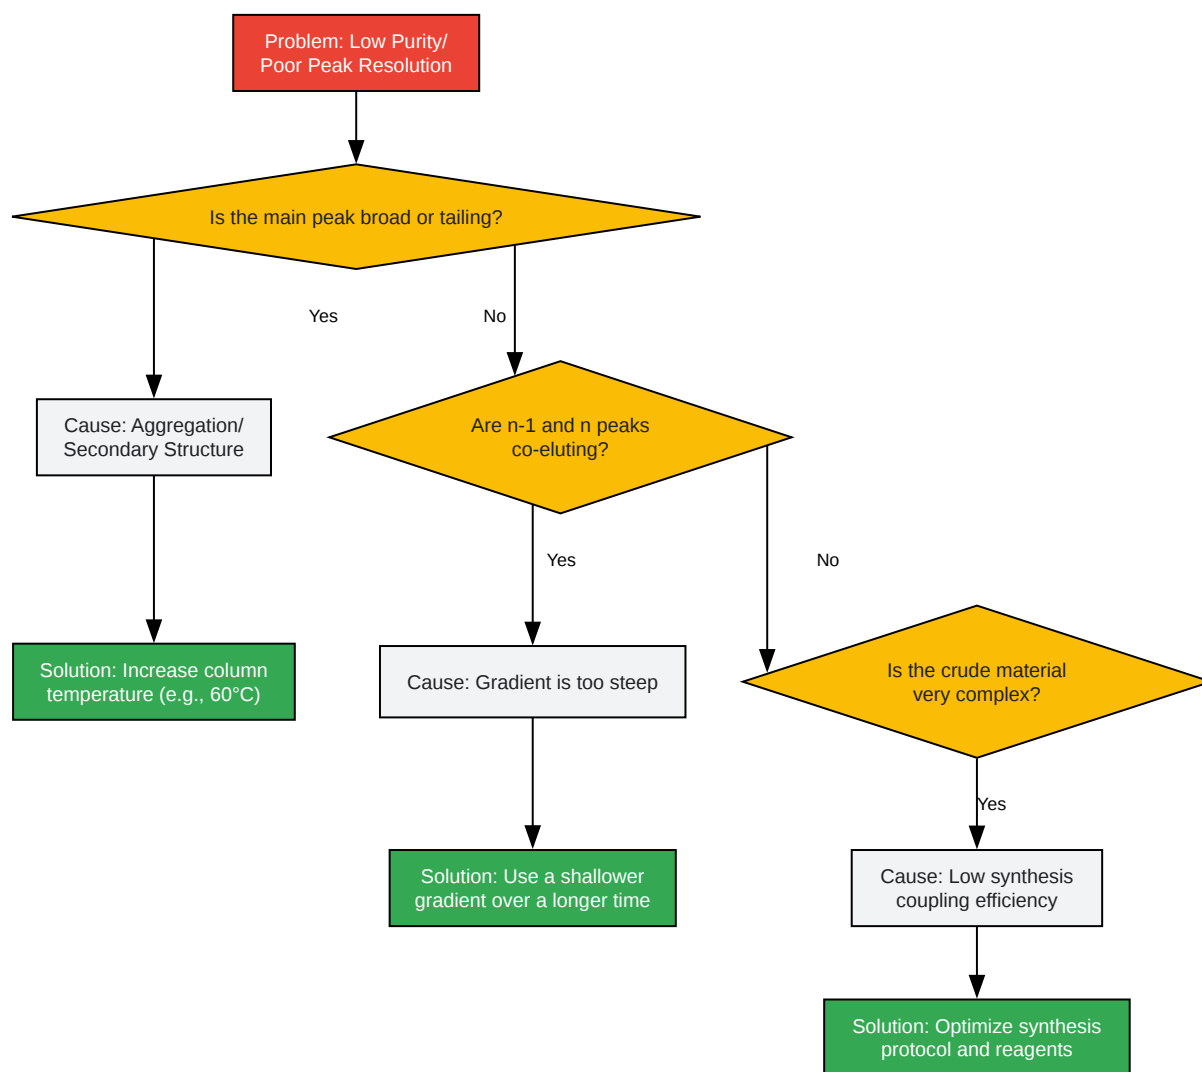 Problem: Low Purity/
Poor Peak Resolution
Is the main peak broad or tailing?
Yes
No
Cause: Aggregation/
Secondary Structure
Are n-1 and n peaks
co-eluting?
Yes
No
Solution: Increase column
temperature (e.g., 60°C)
Cause: Gradient is too steep
Is the crude material
very complex?
Yes
Solution: Use a shallower
gradient over a longer time
Cause: Low synthesis
coupling efficiency
Solution: Optimize synthesis
protocol and reagents